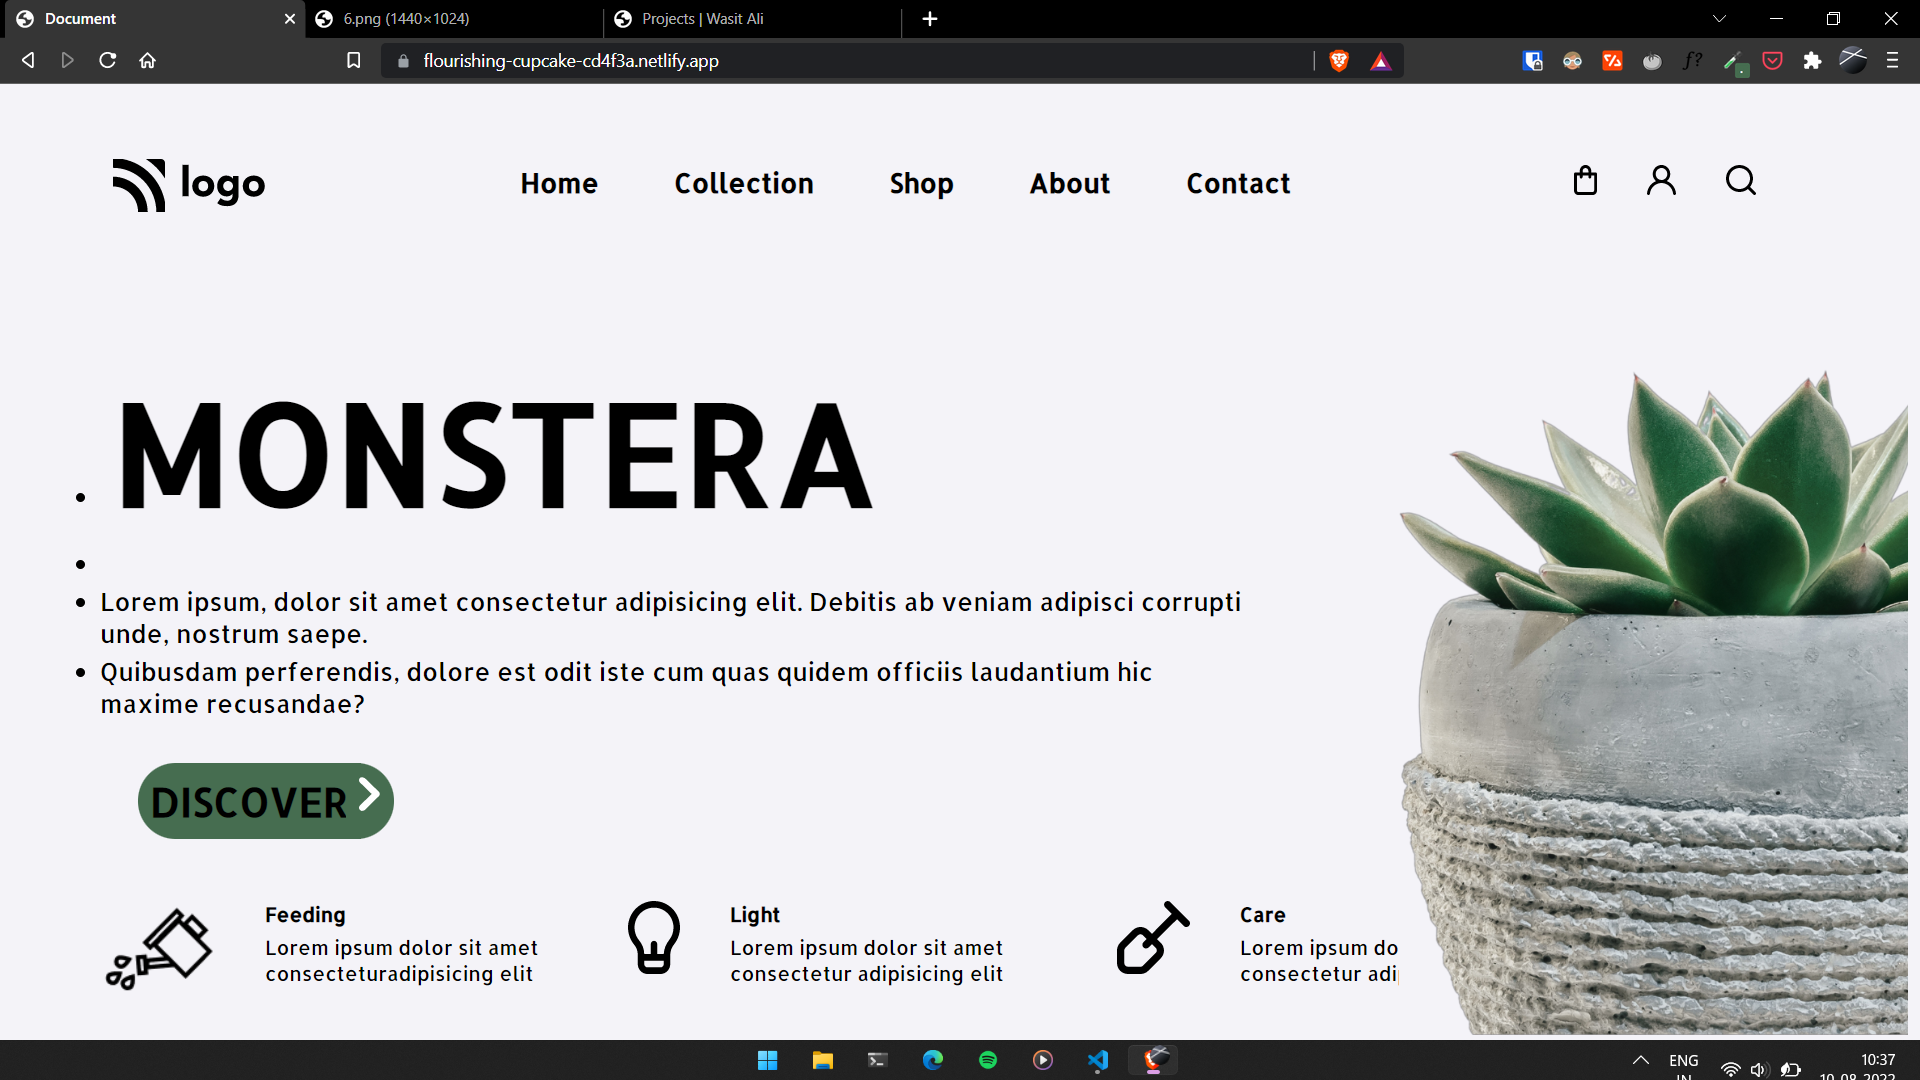 Document
6.png (1440×1024)
Projects | Wasit Ali
flourishing-cupcake-cd4f3a.netlify.app
f?
logo
Home Collection Shop About Contact
MONSTERA
Lorem ipsum, dolor sit amet consectetur adipisicing elit. Debitis ab veniam adipisci corrupti
unde, nostrum saepe.
Quibusdam perferendis, dolore est odit iste cum quas quidem officiis laudantium hic
maxime recusandae?
DISCOVER
Feeding
Lorem ipsum dolor sit amet
consecteturadipisicing elit
Light
Lorem ipsum dolor sit amet
consectetur adipisicing elit
Care
Lorem ipsum do
consectetur adi
ENG
IN
10:37
10-08-2022